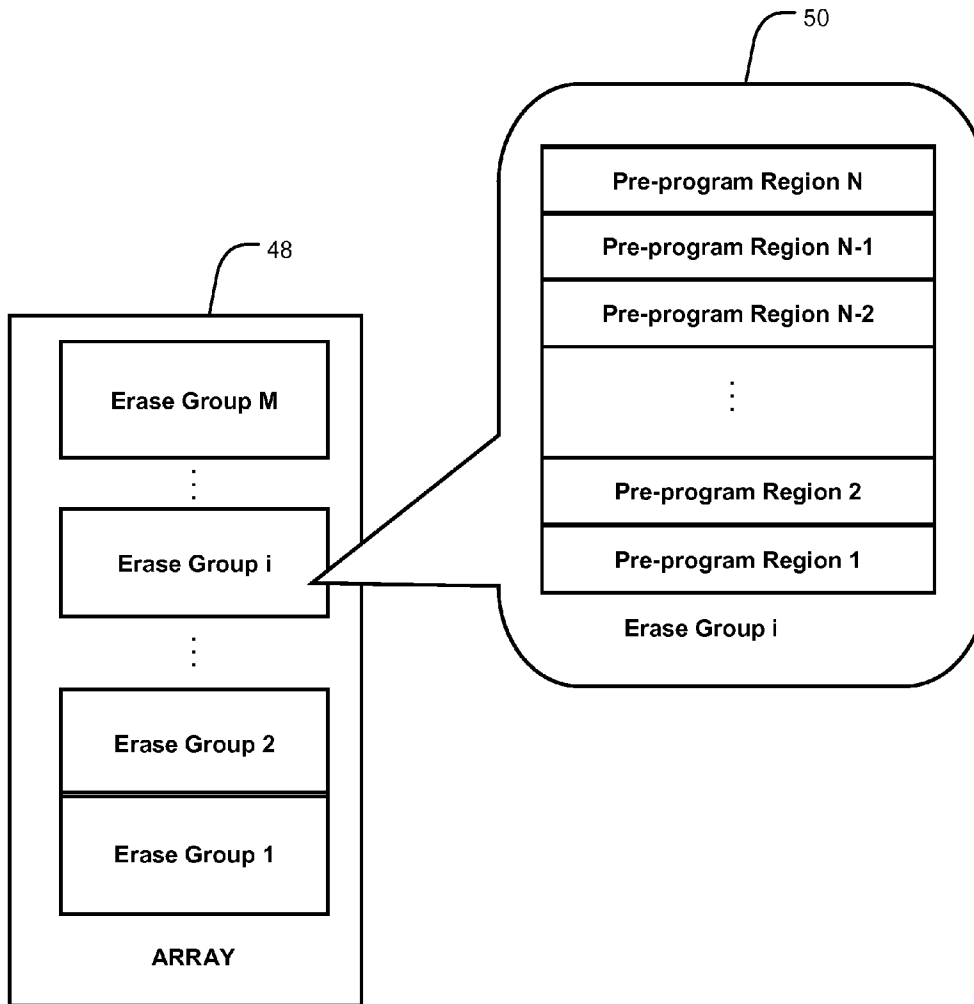 50
Pre-program Region N
Pre-program Region N-1
Pre-program Region N-2
⋮
Pre-program Region 2
Pre-program Region 1
Erase Group i
48
Erase Group M
⋮
Erase Group i
⋮
Erase Group 2
Erase Group 1
ARRAY